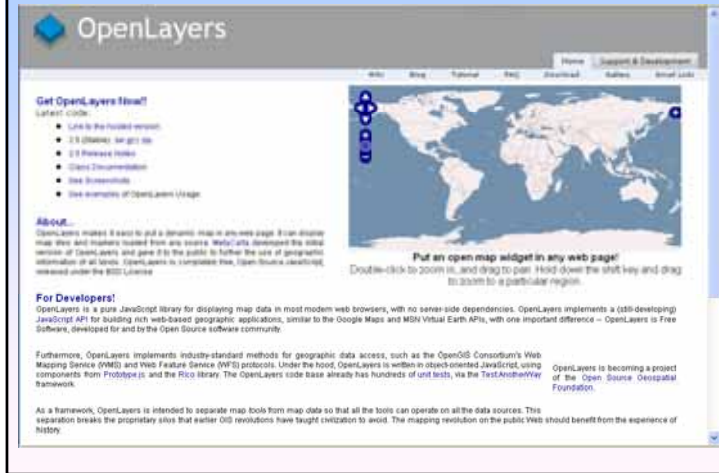 OpenLayers
Home Support & Development
Wiki Blog Tutorial FAQ Download Gallery Email Lists
Get OpenLayers Now!!
Latest code:
Link to the hosted version
2.5 (Stable): tar.gz | zip
2.5 Release Notes
Class Documentation
See Screenshots
See examples of OpenLayers Usage
About...
OpenLayers makes it easy to put a dynamic map in any web page. It can display
map tiles and markers loaded from any source. MetaCarta developed the initial
version of OpenLayers and gave it to the public to further the use of geographic
information of all kinds. OpenLayers is completely free, Open Source JavaScript,
released under the BSD License
Put an open map widget in any web page!
Double-click to zoom in, and drag to pan. Hold down the shift key and drag
to zoom to a particular region.
For Developers!
OpenLayers is a pure JavaScript library for displaying map data in most modern web browsers, with no server-side dependencies. OpenLayers implements a (still-developing)
JavaScript API for building rich web-based geographic applications, similar to the Google Maps and MSN Virtual Earth APIs, with one important difference -- OpenLayers is Free
Software, developed for and by the Open Source software community.
Furthermore, OpenLayers implements industry-standard methods for geographic data access, such as the OpenGIS Consortium's Web
Mapping Service (WMS) and Web Feature Service (WFS) protocols. Under the hood, OpenLayers is written in object-oriented JavaScript, using
components from Prototype.js and the Rico library. The OpenLayers code base already has hundreds of unit tests, via the Test.AnotherWay
framework.
OpenLayers is becoming a project
of the Open Source Geospatial
Foundation.
As a framework, OpenLayers is intended to separate map tools from map data so that all the tools can operate on all the data sources. This
separation breaks the proprietary silos that earlier GIS revolutions have taught civilization to avoid. The mapping revolution on the public Web should benefit from the experience of
history.